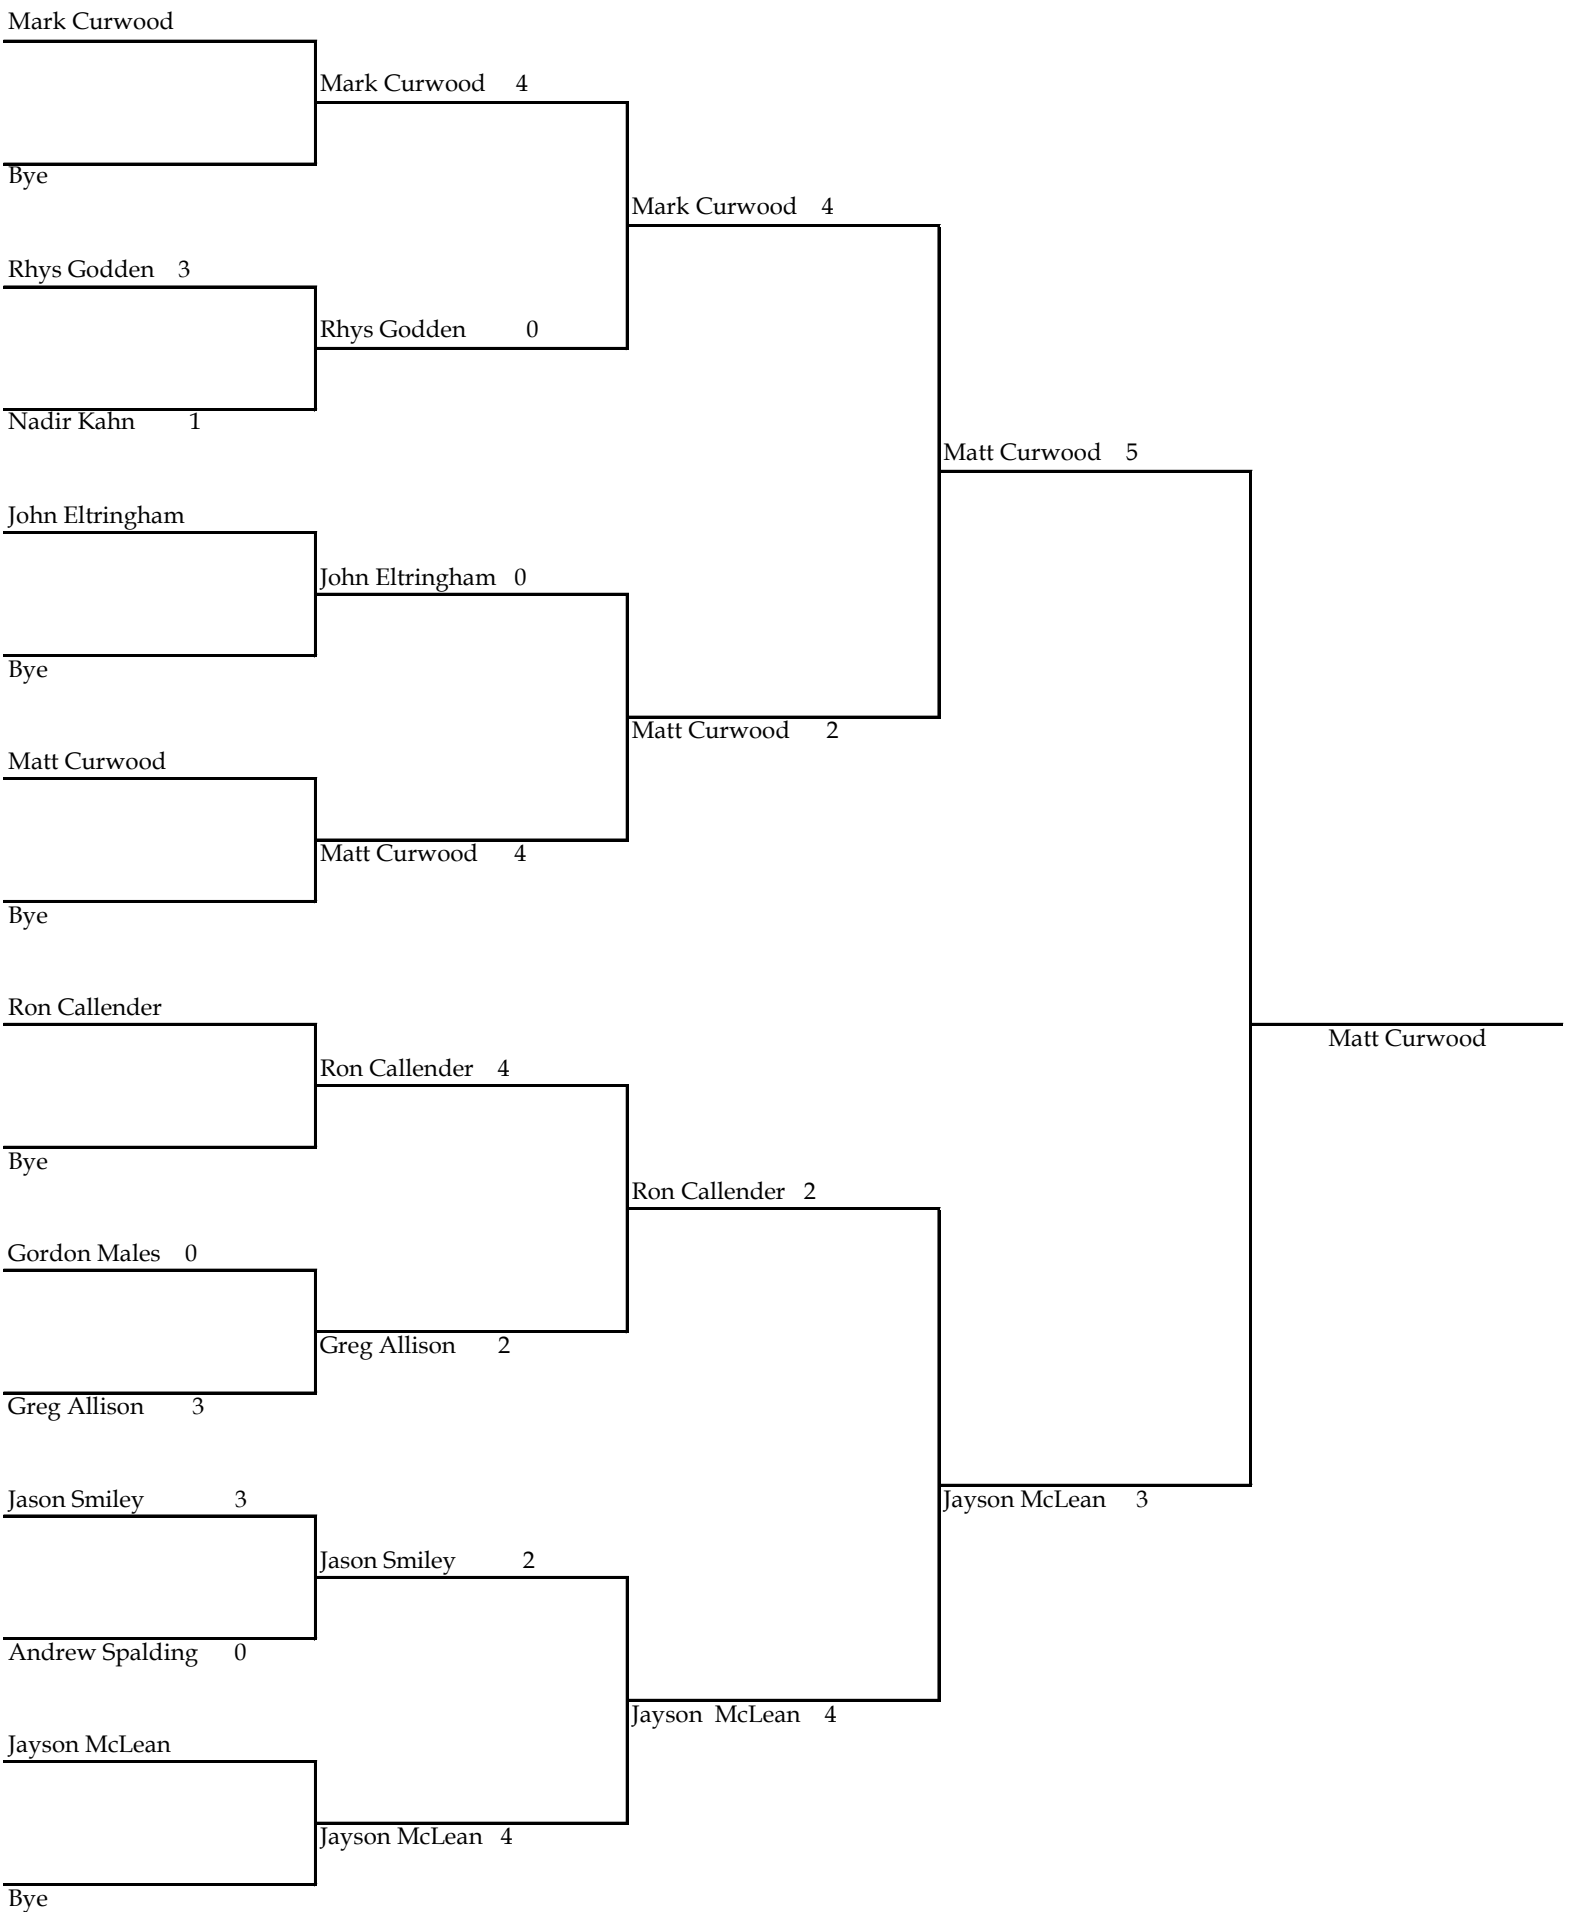 Mark Curwood
Mark Curwood 4
Bye
Mark Curwood 4
Rhys Godden 3
Rhys Godden 0
Nadir Kahn 1
Matt Curwood 5
John Eltringham
John Eltringham 0
Bye
Matt Curwood 2
Matt Curwood
Matt Curwood 4
Bye
Ron Callender
Matt Curwood
Ron Callender 4
Bye
Ron Callender 2
Gordon Males 0
Greg Allison 2
Greg Allison 3
Jason Smiley 3
Jayson McLean 3
Jason Smiley 2
Andrew Spalding 0
Jayson McLean 4
Jayson McLean
Jayson McLean 4
Bye